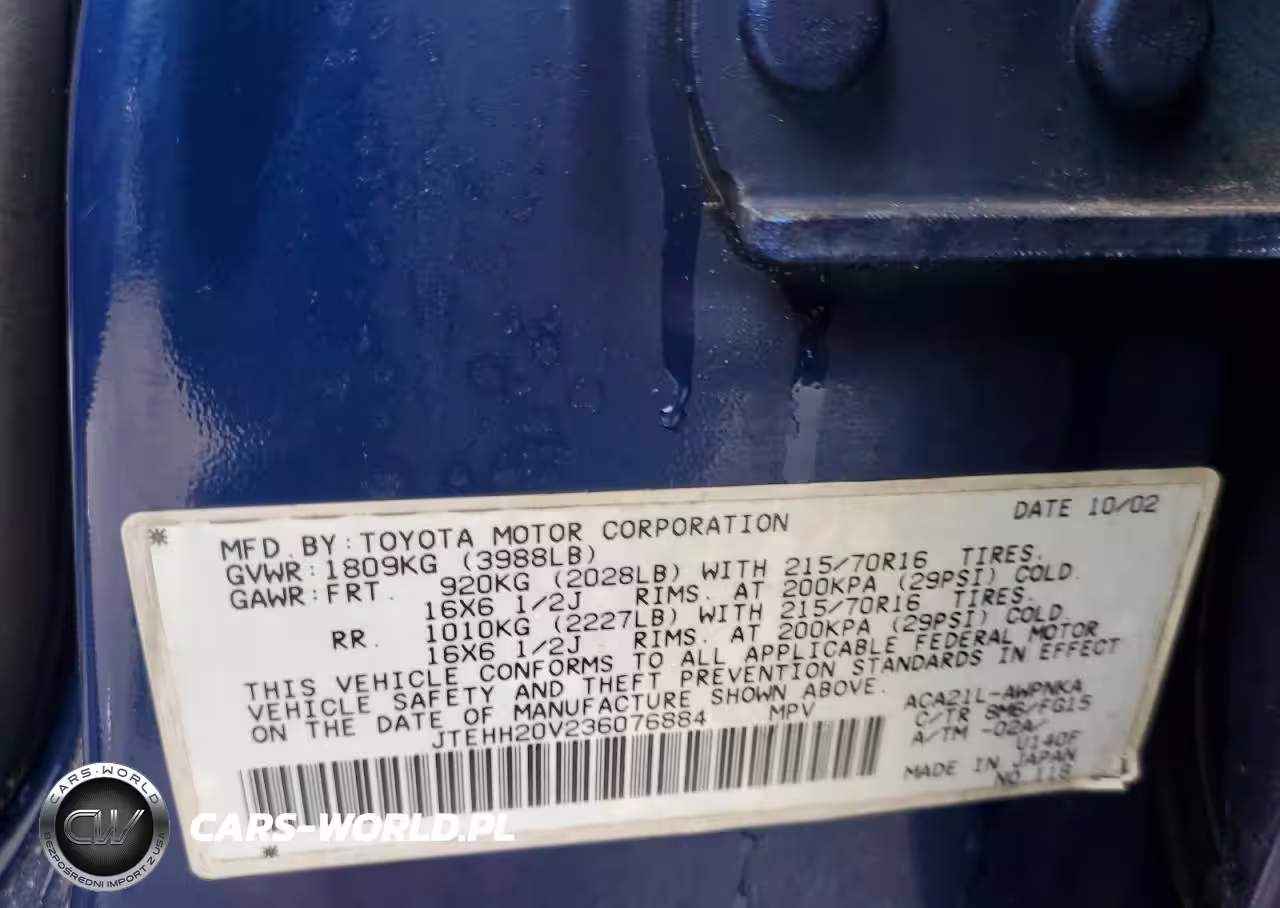 DATE 10/02
MFD. BY: TOYOTA MOTOR CORPORATION
GVWR: 1809KG (3988LB)
GAWR: FRT. 920KG (2028LB) WITH 215/70R16 TIRES.
16X6 1/2J RIMS. AT 200KPA (29PSI) COLD.
RR. 1010KG (2227LB) WITH 215/70R16 TIRES.
16X6 1/2J RIMS. AT 200KPA (29PSI) COLD.
THIS VEHICLE CONFORMS TO ALL APPLICABLE FEDERAL MOTOR
VEHICLE SAFETY AND THEFT PREVENTION STANDARDS IN EFFECT
ON THE DATE OF MANUFACTURE SHOWN ABOVE.
JTEHH20V236076884 MPV
ACA21L-AWPNKA
C/TR 8M6/FG15
A/TM -02A/
U140F
MADE IN JAPAN
NO.118
CARS-WORLD
CW
BEZPOŚREDNI IMPORT Z USA
CARS-WORLD.PL